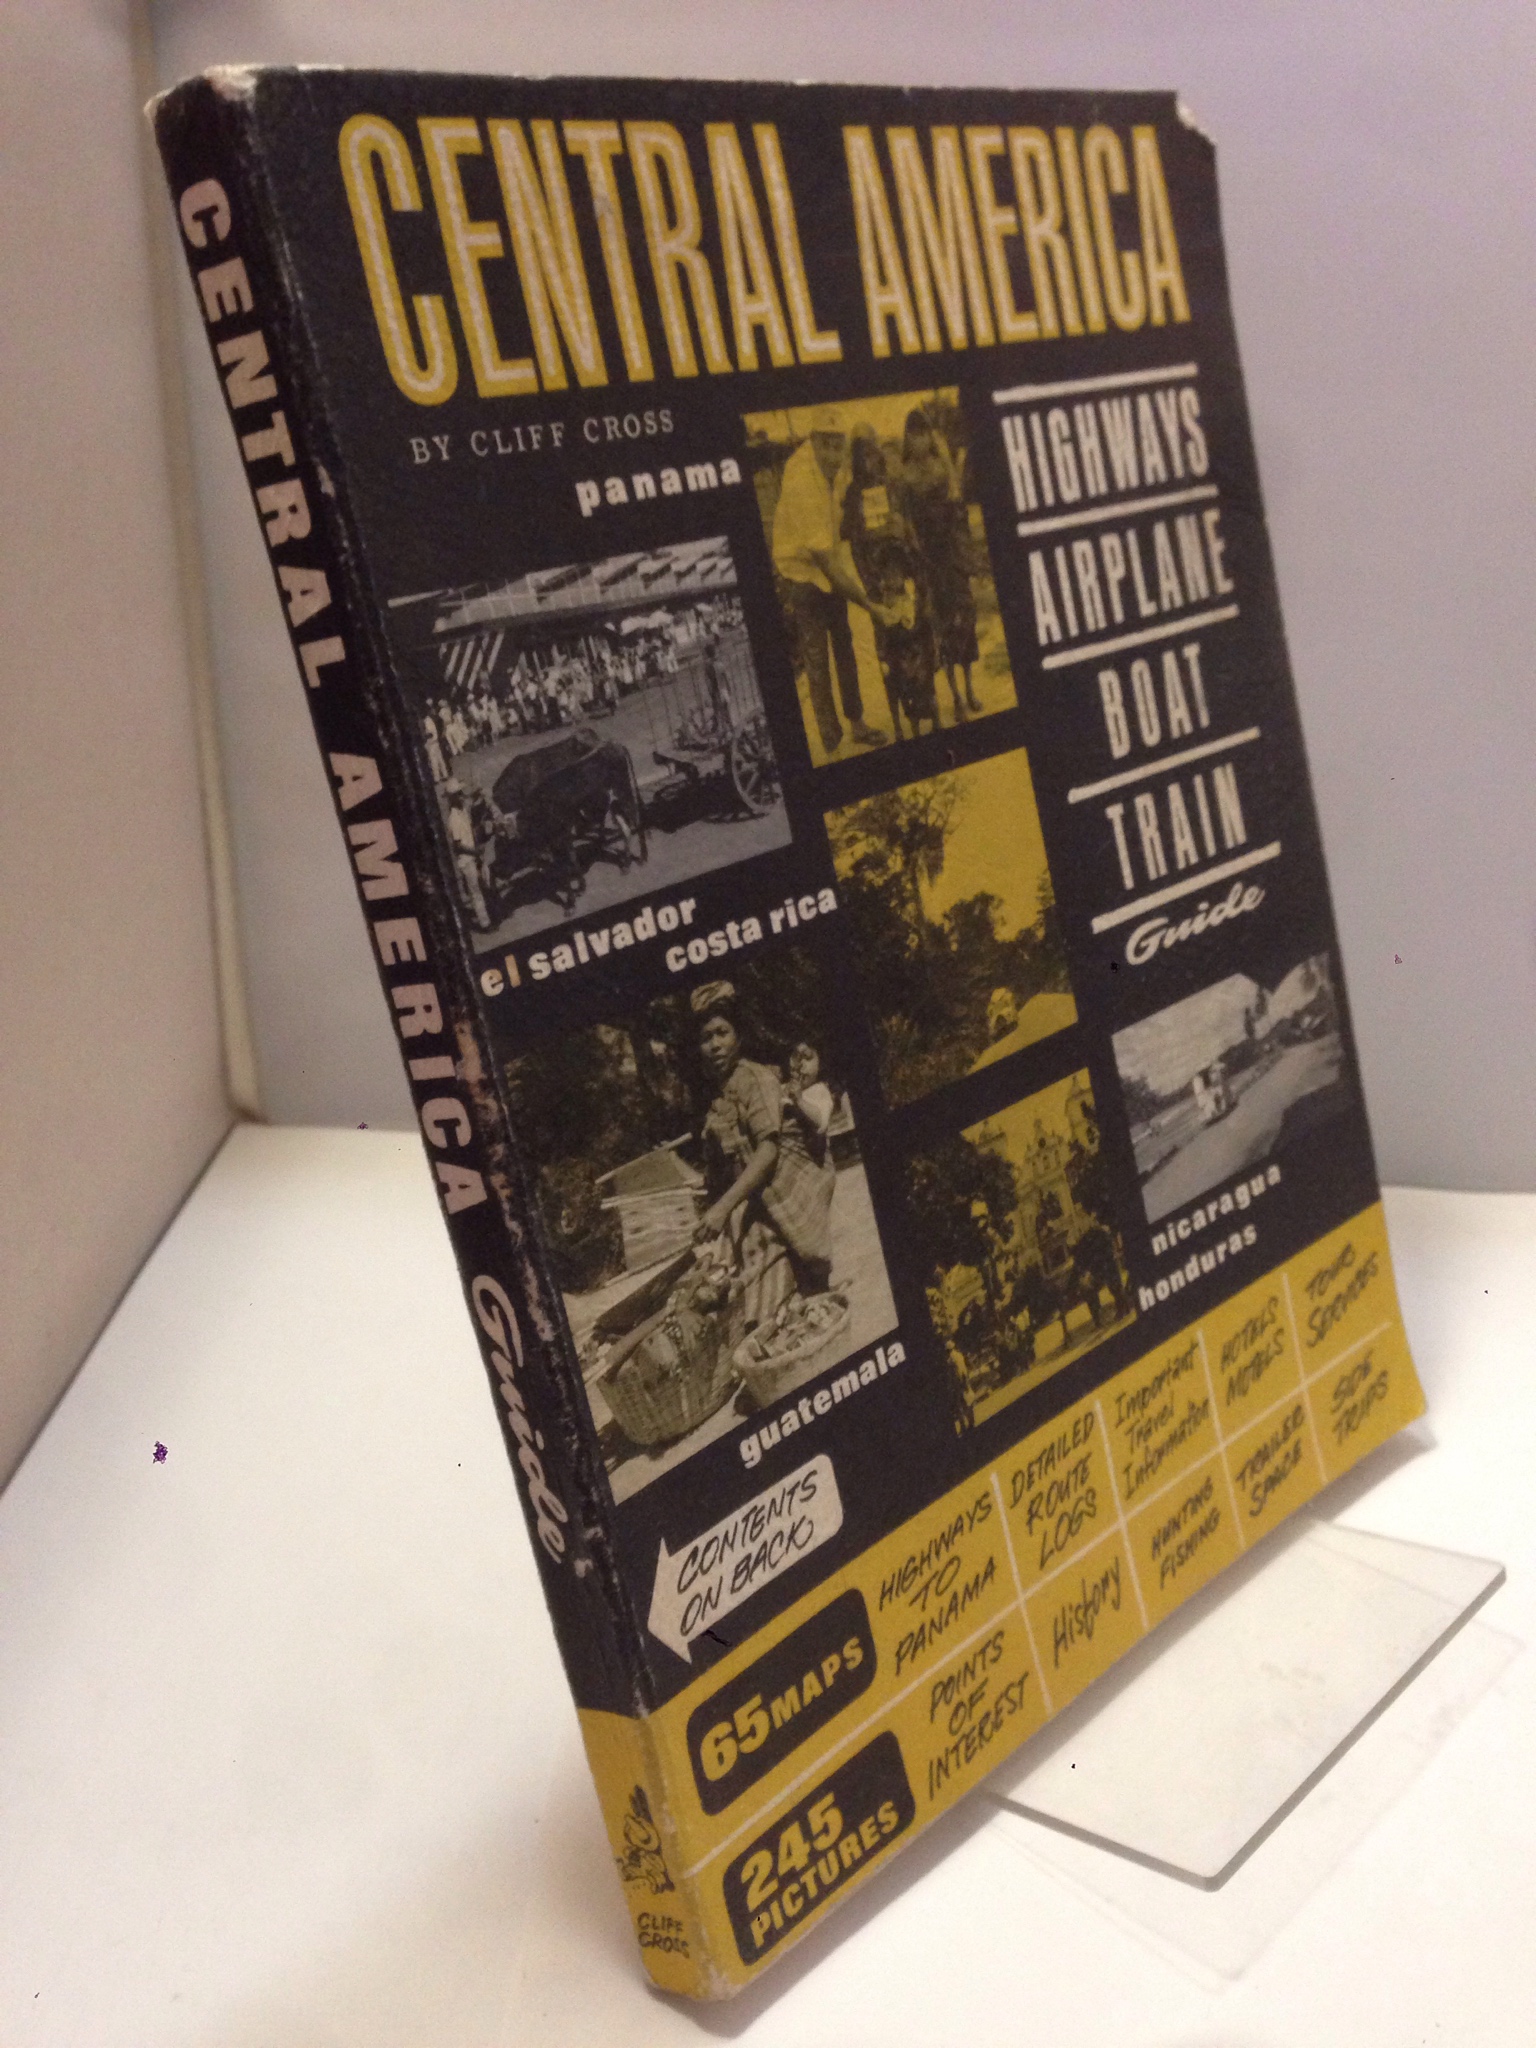 CENTRAL AMERICA Guide
CLIFF
CROSS
CENTRAL AMERICA
BY CLIFF CROSS
panama
HIGHWAYS
AIRPLANE
BOAT
TRAIN
Guide
el salvador
costa rica
nicaragua
honduras
guatemala
CONTENTS
ON BACK
65 MAPS
245
PICTURES
HIGHWAYS
TO
PANAMA
DETAILED
ROUTE
LOGS
Important
Travel
Information
HOTELS
MOTELS
TOUR
SERVICES
POINTS
OF
INTEREST
History
HUNTING
FISHING
TRAILER
SPACE
SIDE
TRIPS